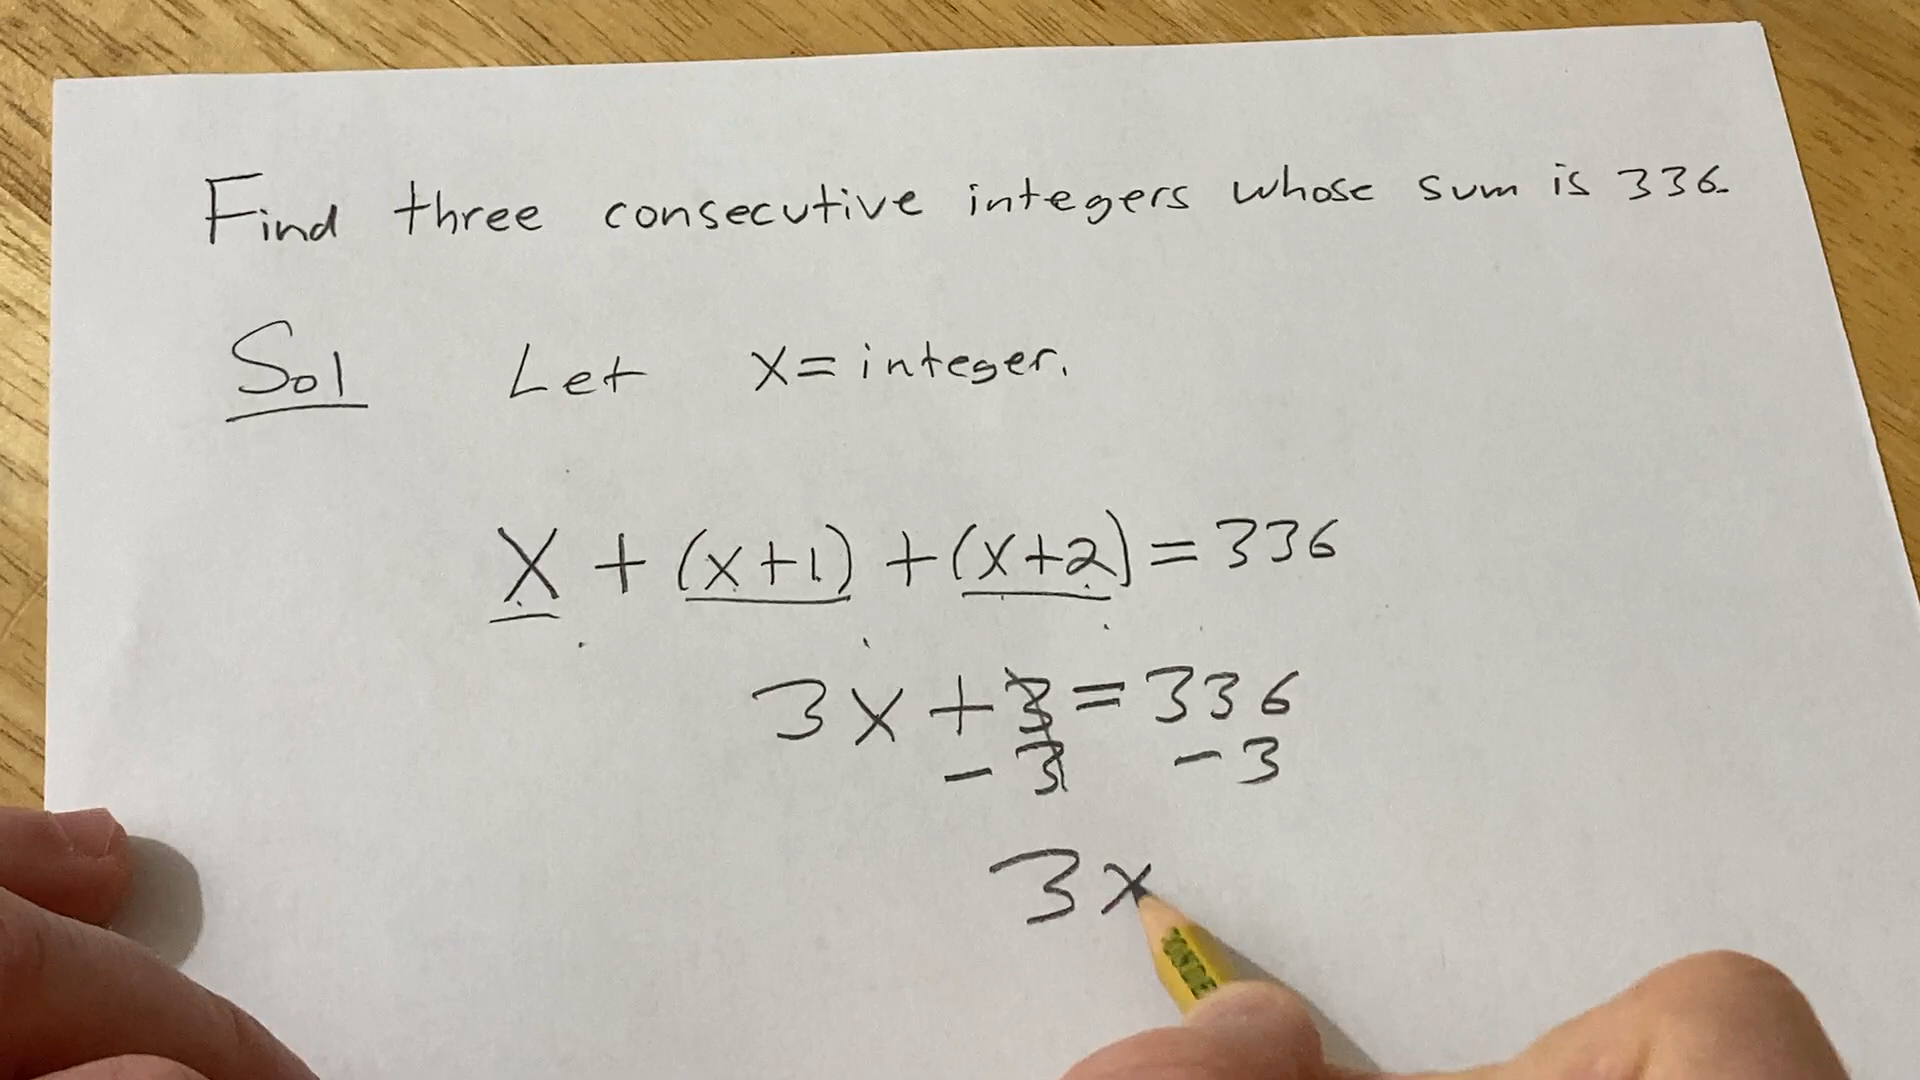 Find three consecutive integers whose sum is 336.
Sol Let x = integer.
x + (x+1) + (x+2) = 336
3x + 3 = 336
- 3 - 3
3x